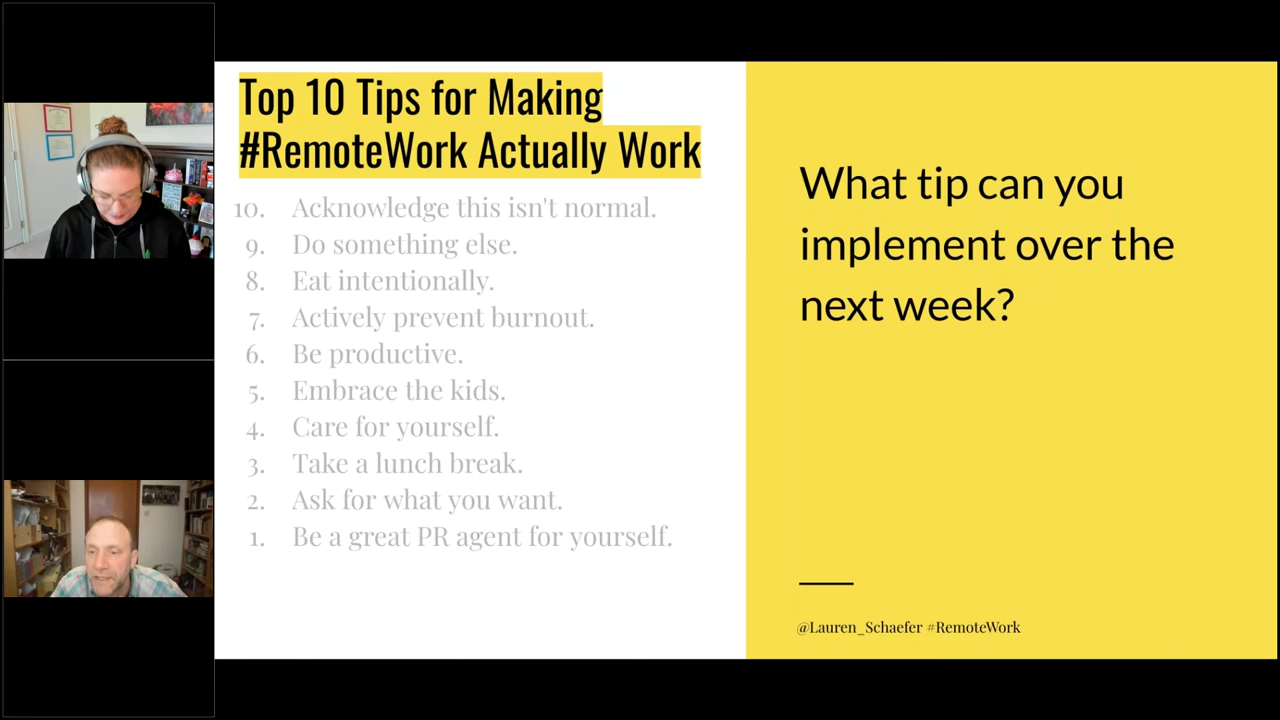 Top 10 Tips for Making
#RemoteWork Actually Work
10. Acknowledge this isn't normal.
9. Do something else.
8. Eat intentionally.
7. Actively prevent burnout.
6. Be productive.
5. Embrace the kids.
4. Care for yourself.
3. Take a lunch break.
2. Ask for what you want.
1. Be a great PR agent for yourself.
What tip can you
implement over the
next week?
@Lauren_Schaefer #RemoteWork